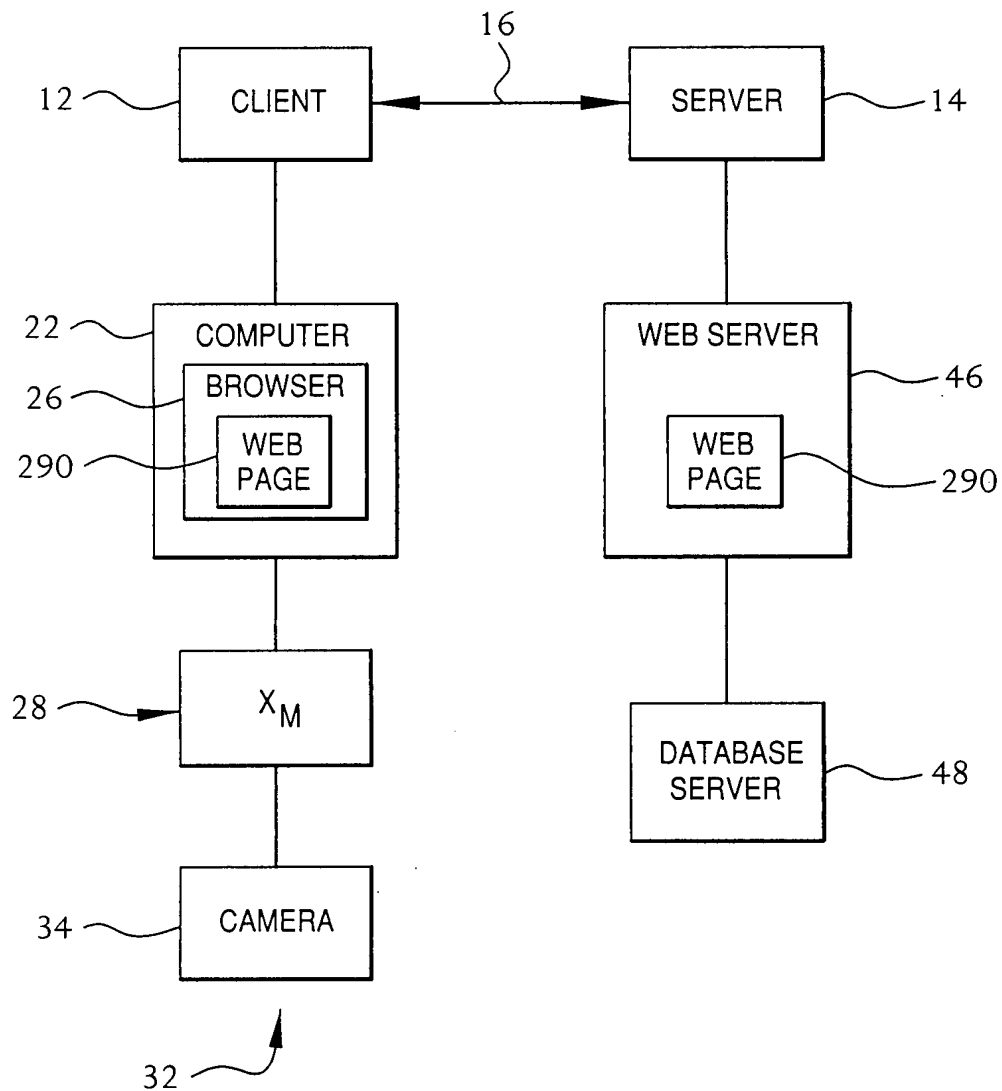 16
12
CLIENT
SERVER
14
22
COMPUTER
WEB SERVER
26
BROWSER
46
290
WEB
PAGE
WEB
PAGE
290
28
XM
DATABASE
SERVER
48
34
CAMERA
32